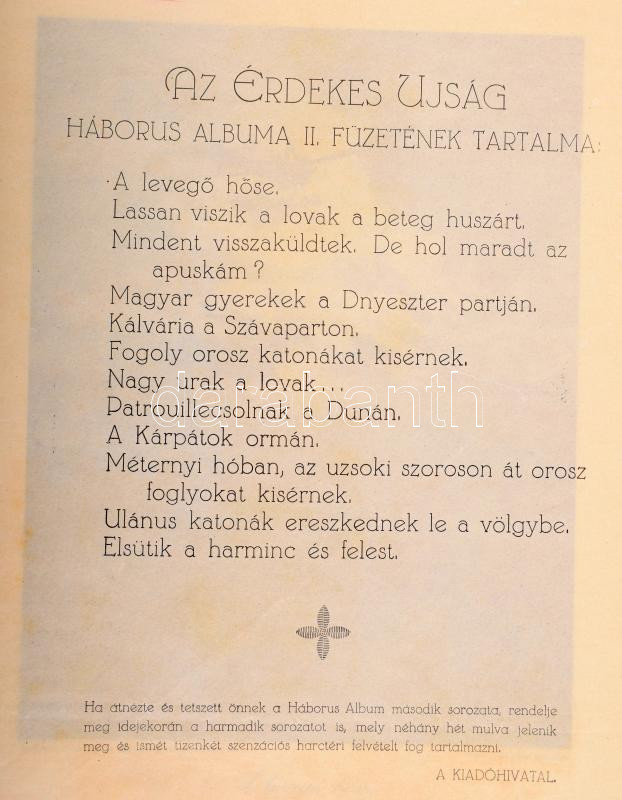 AZ ÉRDEKES UJSÁG
HÁBORUS ALBUMA II. FÜZETÉNEK TARTALMA:
A levegő hőse.
Lassan viszik a lovak a beteg huszárt.
Mindent visszaküldtek. De hol maradt az
apuskám?
Magyar gyerekek a Dnyeszter partján.
Kálvária a Szávaparton.
Fogoly orosz katonákat kisérnek.
Nagy urak a lovak...
Patrouillecsolnak a Dunán.
darabanth
A Kárpátok ormán.
Méternyi hóban, az uzsoki szoroson át orosz
foglyokat kisérnek.
Ulánus katonák ereszkednek le a völgybe.
Elsütik a harminc és felest.
Ha átnézte és tetszett önnek a Háborus Album második sorozata, rendelje
meg idejekorán a harmadik sorozatot is, mely néhány hét mulva jelenik
meg és ismét tizenkét szenzációs harctéri felvételt fog tartalmazni.
A KIADÓHIVATAL.